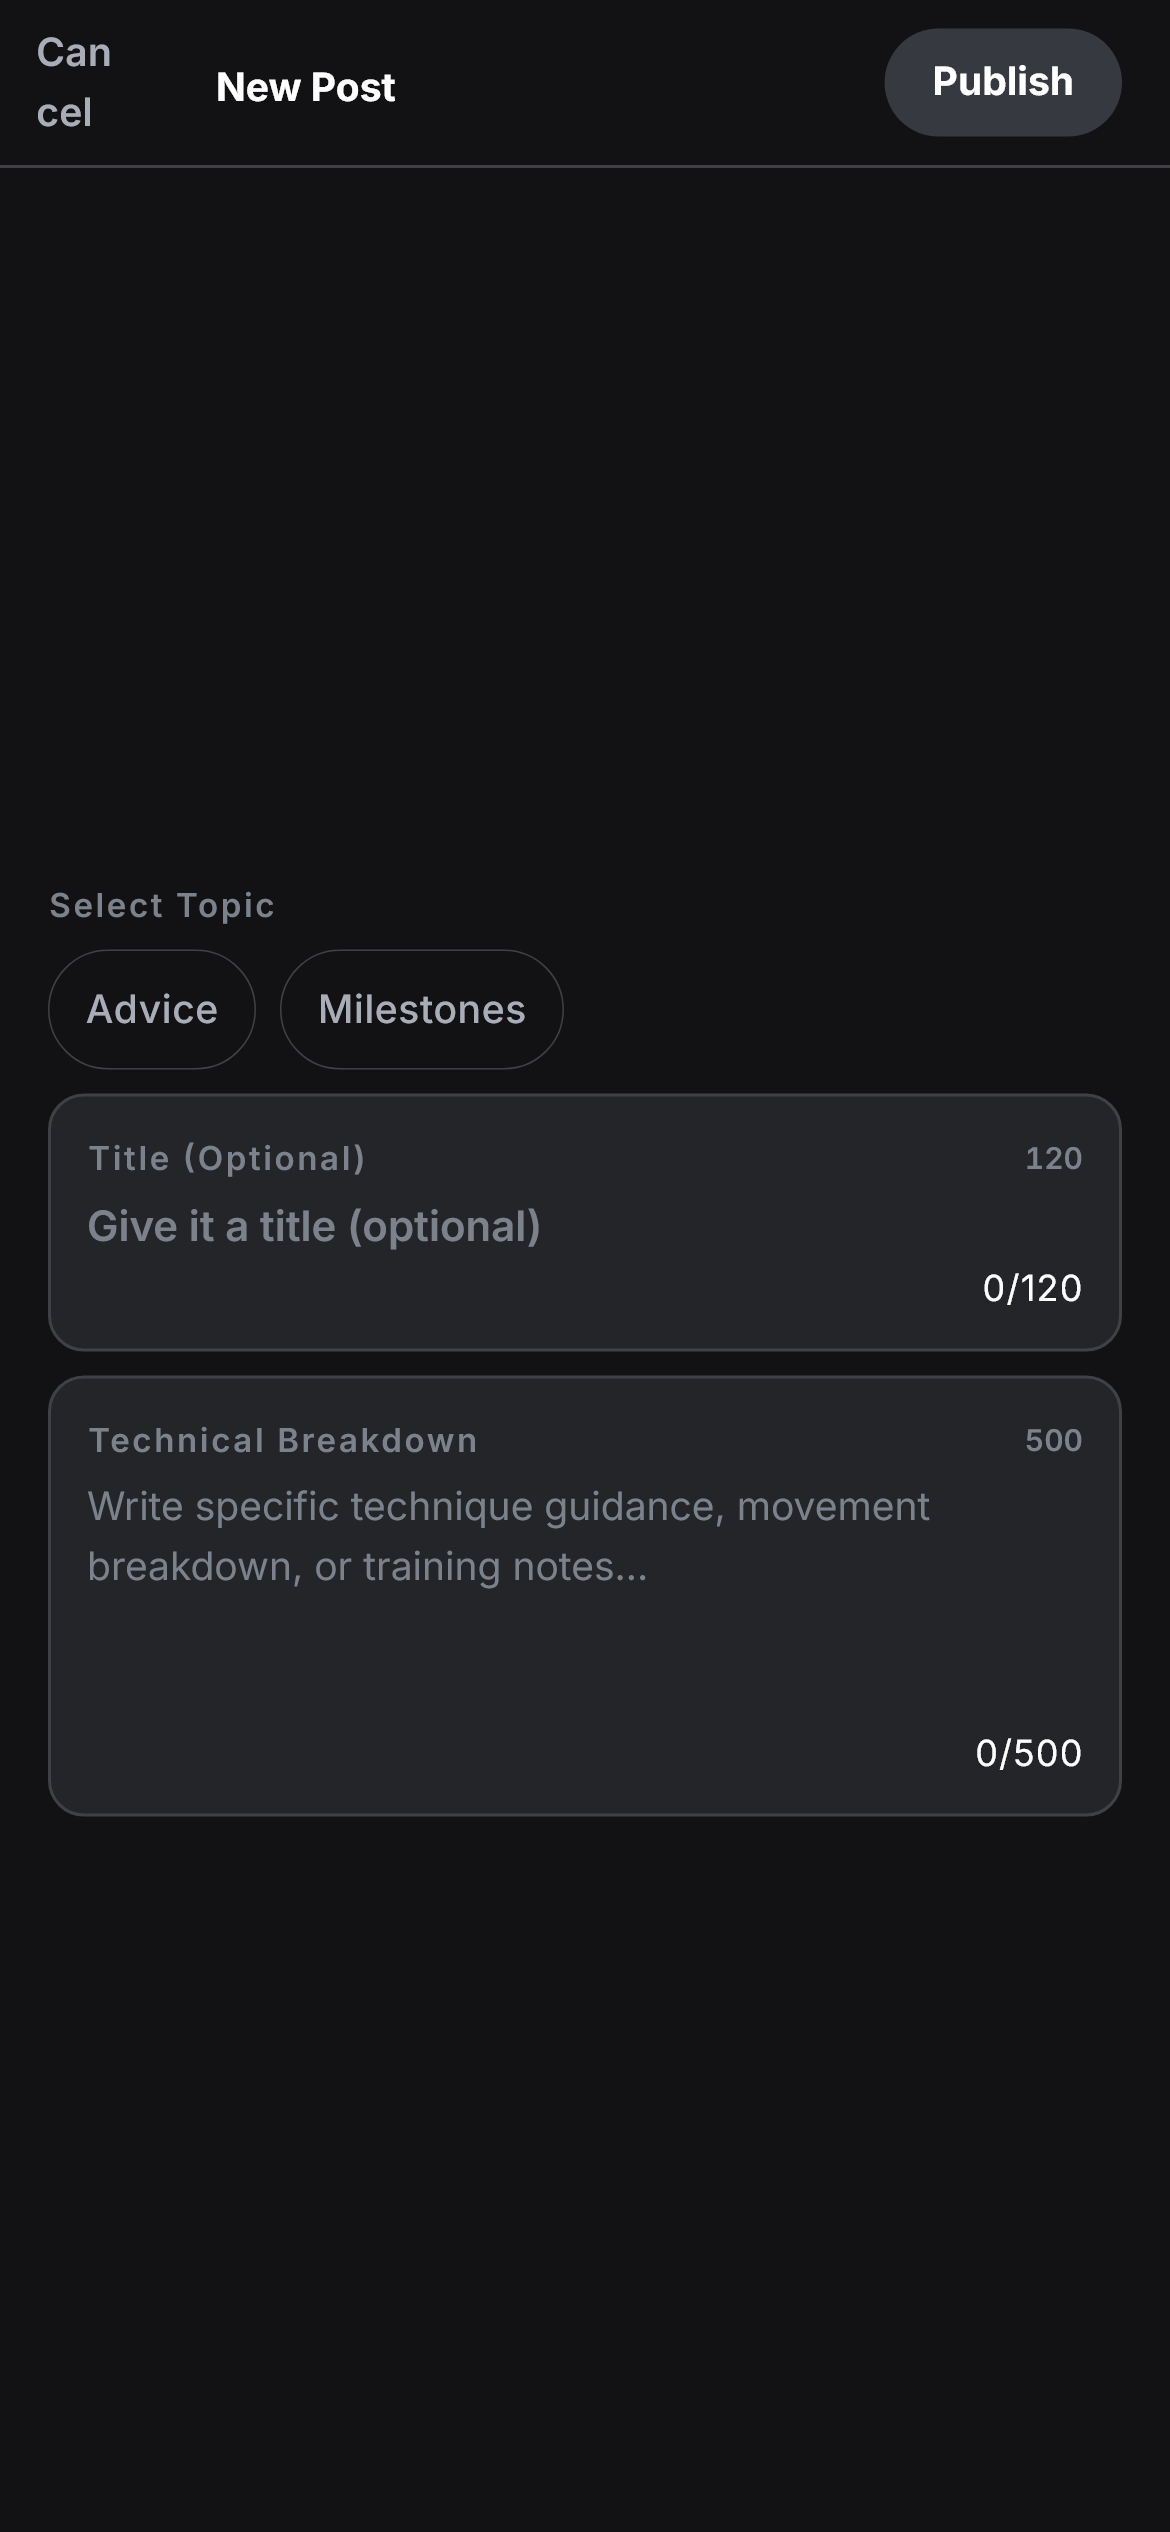 Can
cel
New Post
Publish
Select Topic
Advice
Milestones
Title (Optional)
120
Give it a title (optional)
0/120
Technical Breakdown
500
Write specific technique guidance, movement
breakdown, or training notes...
0/500